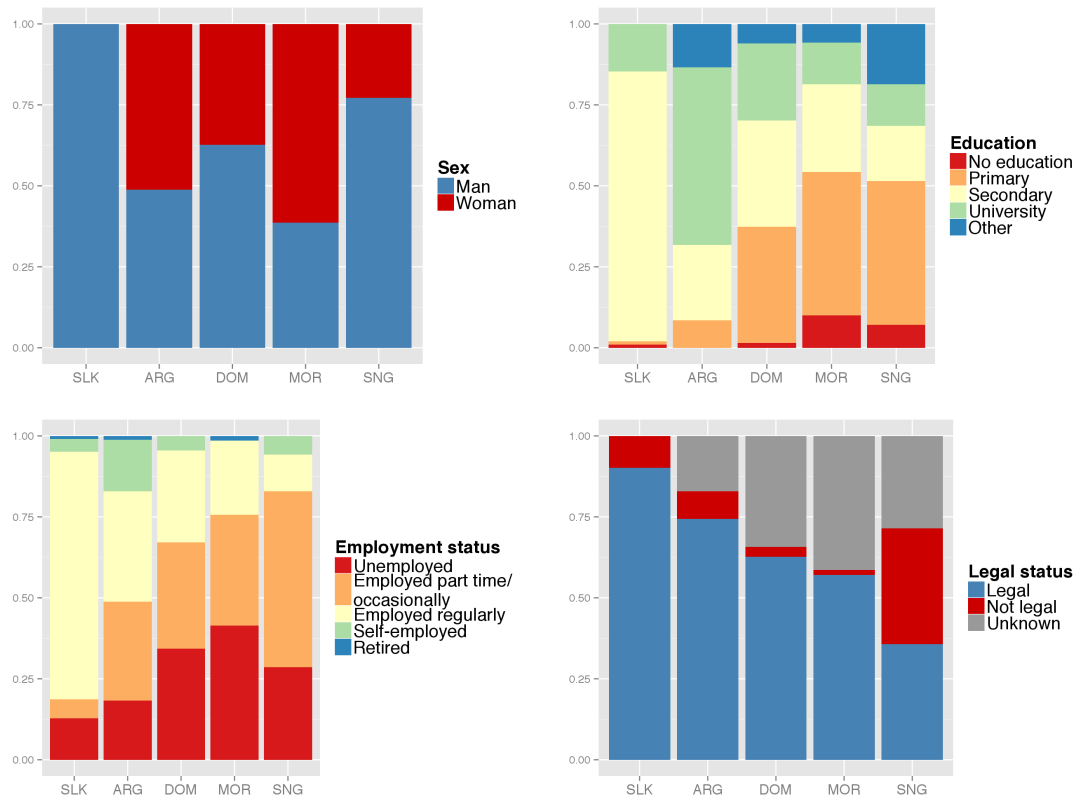 1.00
0.75
0.50
0.25
0.00
SLK ARG DOM MOR SNG
Sex
Man
Woman
1.00
0.75
0.50
0.25
0.00
SLK ARG DOM MOR SNG
Education
No education
Primary
Secondary
University
Other
1.00
0.75
0.50
0.25
0.00
SLK ARG DOM MOR SNG
Employment status
Unemployed
Employed part time/
occasionally
Employed regularly
Self-employed
Retired
1.00
0.75
0.50
0.25
0.00
SLK ARG DOM MOR SNG
Legal status
Legal
Not legal
Unknown